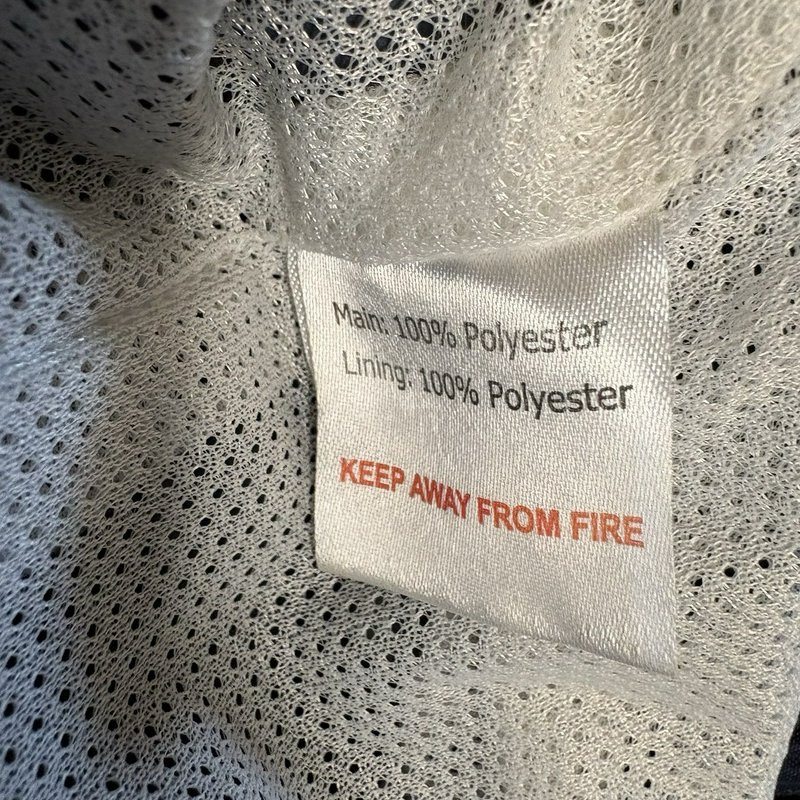 Main: 100% Polyester
Lining: 100% Polyester
KEEP AWAY FROM FIRE